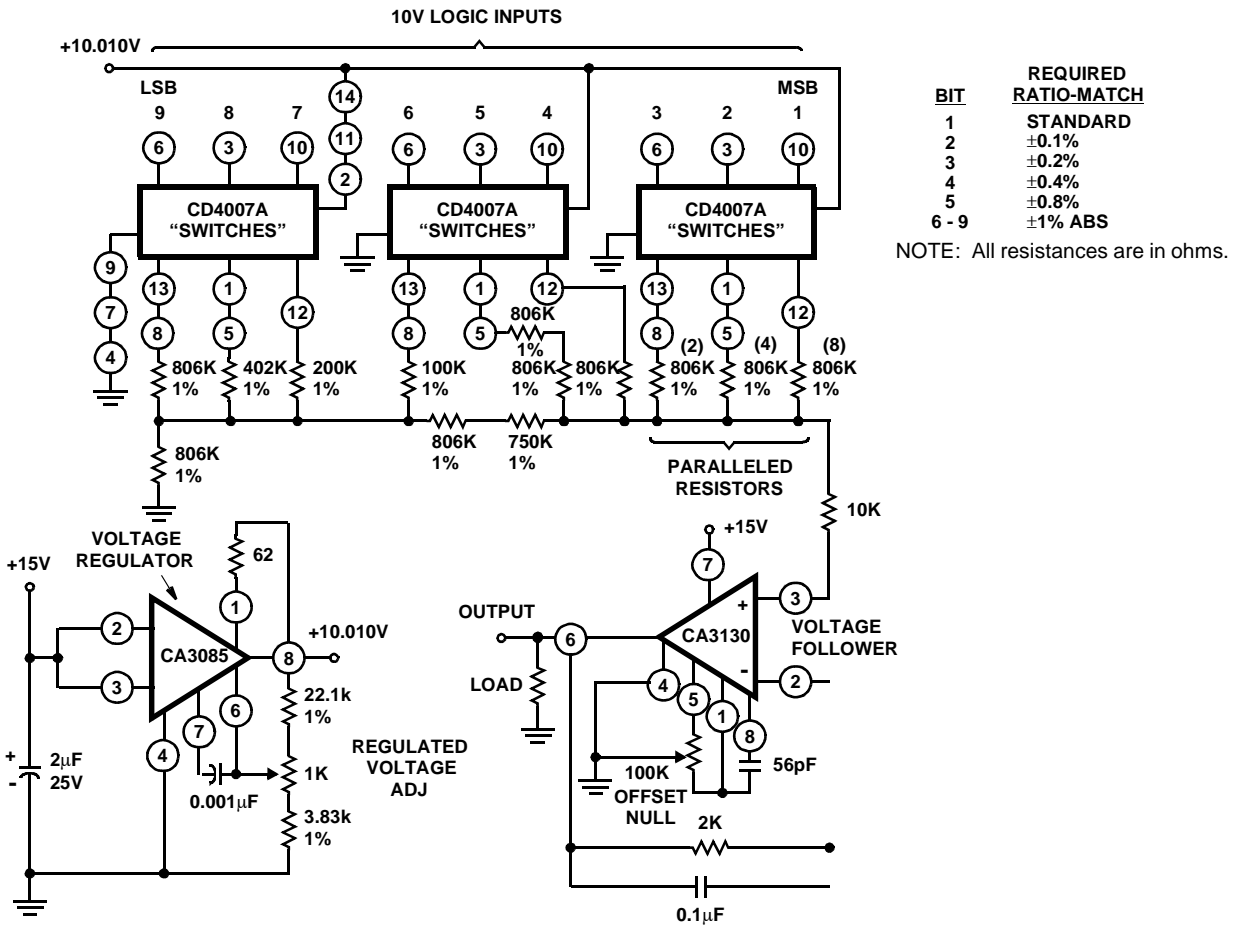 10V LOGIC INPUTS
+10.010V
LSB
MSB
9 8 7 6 5 4 3 2 1
14
11
2
6 3 10 6 3 10 6 3 10
CD4007A
“SWITCHES”
CD4007A
“SWITCHES”
CD4007A
“SWITCHES”
9
7
4
13 1 12 13 1 12 13 1 12
8 5 8 5 8 5
(2) (4) (8)
806K
1%
402K
1%
200K
1%
100K
1%
806K
1%
806K
1%
806K
1%
806K
1%
806K
1%
806K
1%
806K
1%
806K
1%
750K
1%
PARALLELED
RESISTORS
10K
BIT
REQUIRED
RATIO-MATCH
1 STANDARD
2 ±0.1%
3 ±0.2%
4 ±0.4%
5 ±0.8%
6 - 9 ±1% ABS
NOTE: All resistances are in ohms.
VOLTAGE
REGULATOR
+15V
62
1
2
3
CA3085
8
+10.010V
6
7
4
22.1k
1%
1K
3.83k
1%
0.001μF
+
-
2μF
25V
REGULATED
VOLTAGE
ADJ
+15V
7
OUTPUT
6
LOAD
CA3130
+
-
3
VOLTAGE
FOLLOWER
2
4
5
1
8
100K
OFFSET
NULL
56pF
2K
0.1μF